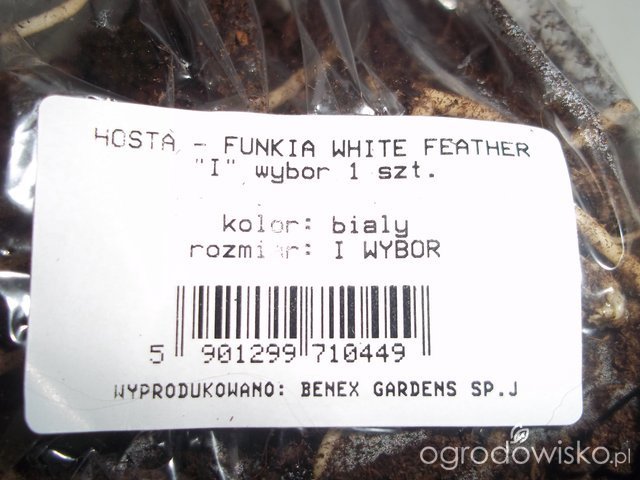 HOSTA - FUNKIA WHITE FEATHER
"I" wybor 1 szt.
kolor: bialy
rozmiar: I WYBOR
5 901299 710449
WYPRODUKOWANO: BENEX GARDENS SP.J
ogrodowisko.pl